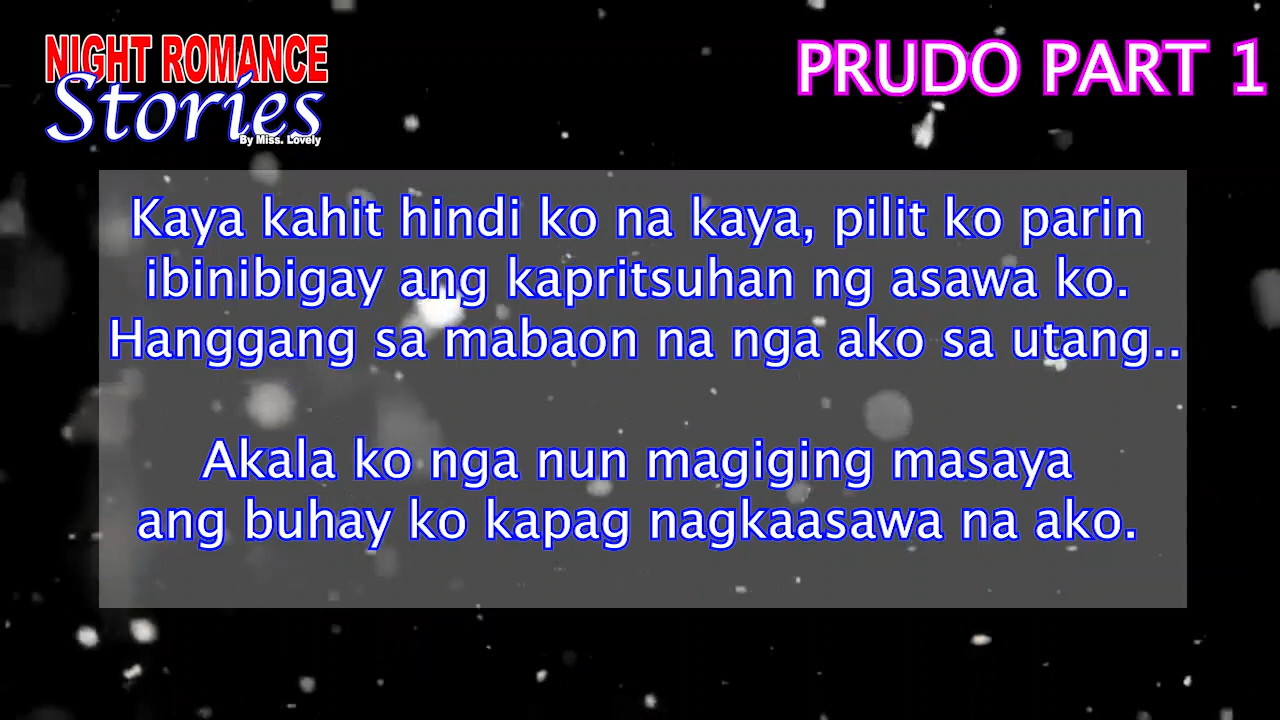 NIGHT ROMANCE
Stories
By Miss. Lovely
PRUDO PART 1
Kaya kahit hindi ko na kaya, pilit ko parin
ibinibigay ang kapritsuhan ng asawa ko.
Hanggang sa mabaon na nga ako sa utang..
Akala ko nga nun magiging masaya
ang buhay ko kapag nagkaasawa na ako.